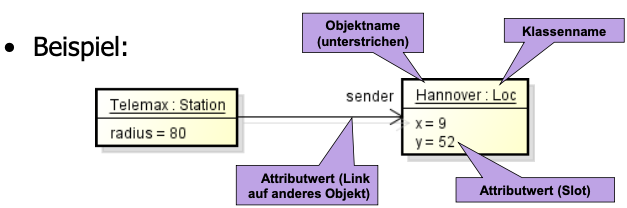 • Beispiel:
Objektname
(unterstrichen)
Klassenname
Telemax : Station
radius = 80
sender
Hannover : Loc
x = 9
y = 52
Attributwert (Link
auf anderes Objekt)
Attributwert (Slot)